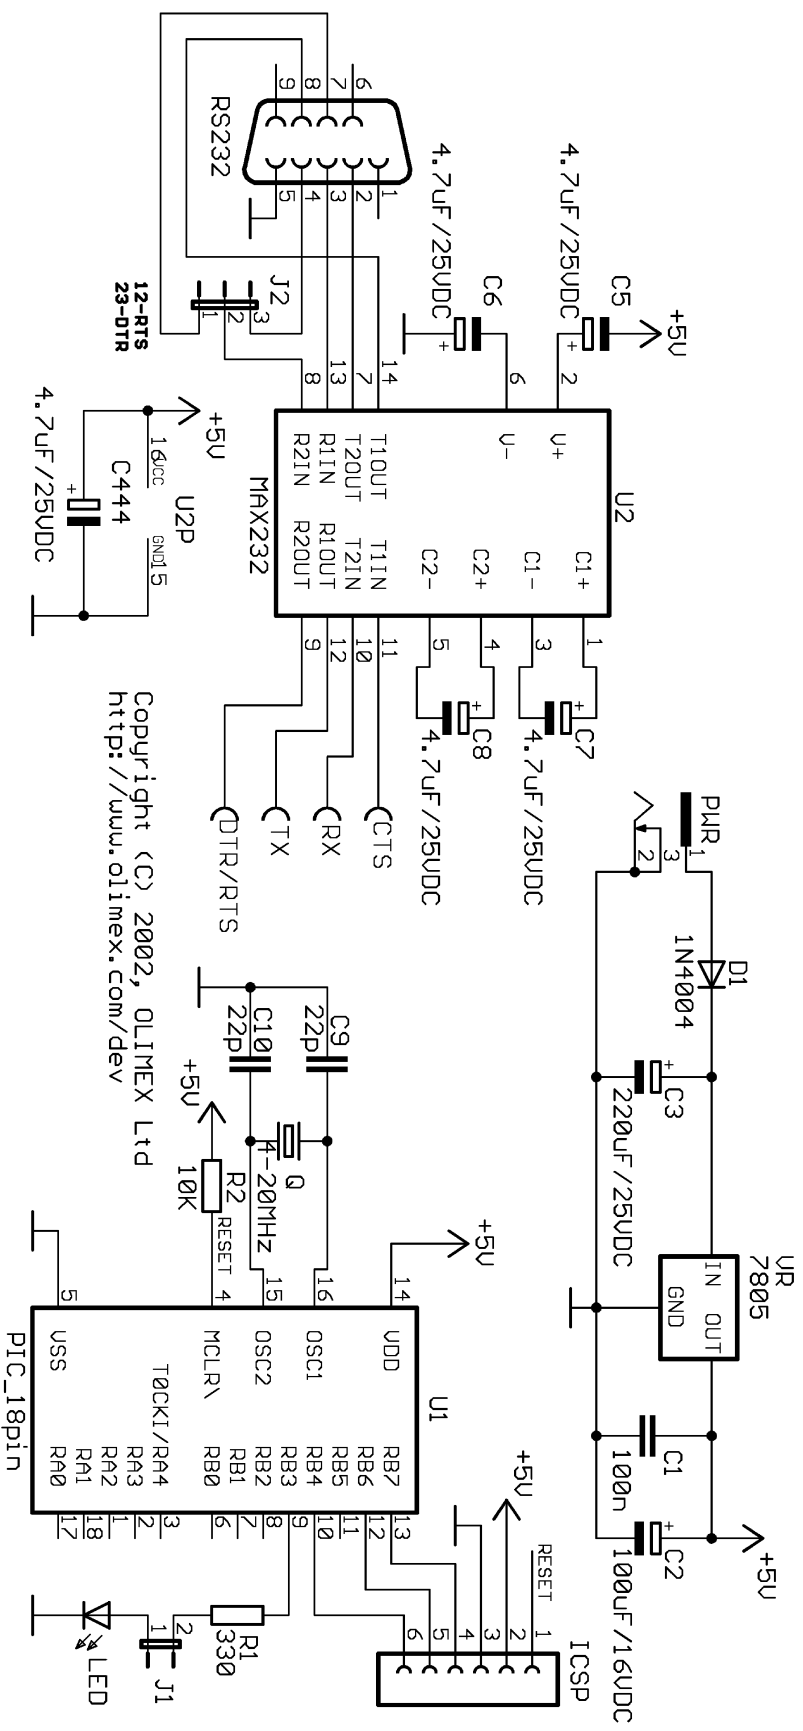 RS232
6
7
8
9
1
2
3
4
5
J2
1
2
3
12-RTS
23-DTR
+5V
C5
4.7uF/25VDC
+
C6
4.7uF/25VDC
+
U2
MAX232
2
V+
6
V-
14
T1OUT
7
T2OUT
13
R1IN
8
R2IN
C1+
1
C1-
3
C2+
4
C2-
5
T1IN
11
T2IN
10
R1OUT
12
R2OUT
9
+
C7
4.7uF/25VDC
+
C8
4.7uF/25VDC
CTS
RX
TX
DTR/RTS
+5V
16
VCC
U2P
GND
15
+
C444
4.7uF/25VDC
Copyright (C) 2002, OLIMEX Ltd
http://www.olimex.com/dev
PWR
1
3
2
D1
1N4004
+
C3
220uF/25VDC
VR
7805
IN OUT
GND
C1
100n
+
C2
100uF/16VDC
+5V
C9
22p
C10
22p
Q
4-20MHz
+5V
R2
10K
RESET
+5V
U1
PIC_18pin
14
VDD
16
OSC1
15
OSC2
4
MCLR\
5
VSS
T0CKI/RA4
RB7
13
RB6
12
RB5
11
RB4
10
RB3
9
RB2
8
RB1
7
RB0
6
3
RA3
2
RA2
1
RA1
18
RA0
17
ICSP
RESET
1
+5V
2
3
4
5
6
R1
330
J1
2
1
LED